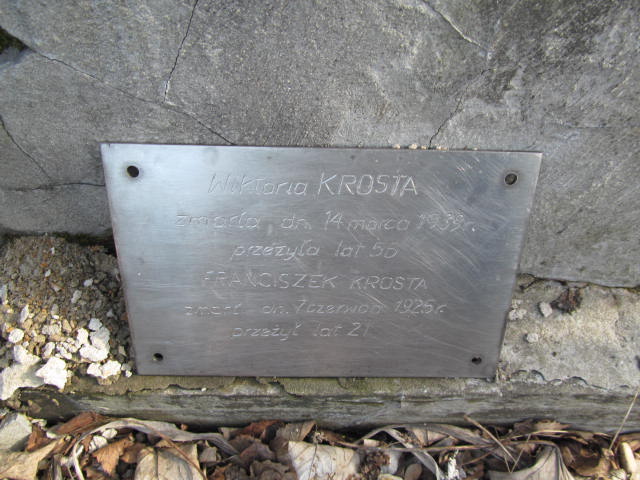 Wiktoria KROSTA
zmarła dn. 14 marca 1939 r.
przeżyła lat 55
FRANCISZEK KROSTA
zmarł dn. 7 czerwca 1925 r.
przeżył lat 21